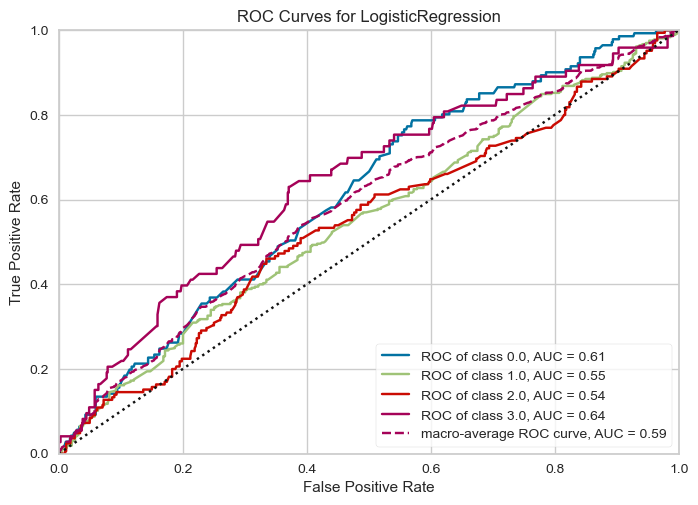 ROC Curves for LogisticRegression
True Positive Rate
1.0
0.8
0.6
0.4
0.2
0.0
ROC of class 0.0, AUC = 0.61
ROC of class 1.0, AUC = 0.55
ROC of class 2.0, AUC = 0.54
ROC of class 3.0, AUC = 0.64
macro-average ROC curve, AUC = 0.59
0.0 0.2 0.4 0.6 0.8 1.0
False Positive Rate